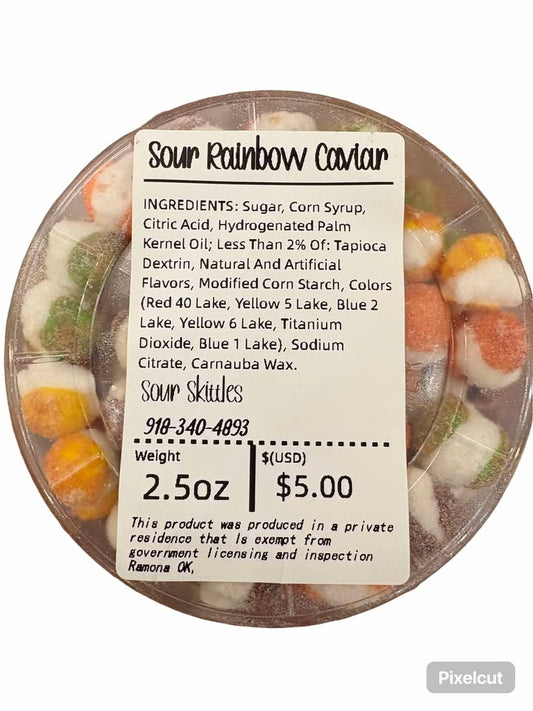 Sour Rainbow Caviar
INGREDIENTS: Sugar, Corn Syrup,
Citric Acid, Hydrogenated Palm
Kernel Oil; Less Than 2% Of: Tapioca
Dextrin, Natural And Artificial
Flavors, Modified Corn Starch, Colors
(Red 40 Lake, Yellow 5 Lake, Blue 2
Lake, Yellow 6 Lake, Titanium
Dioxide, Blue 1 Lake), Sodium
Citrate, Carnauba Wax.
Sour Skittles
918-340-4893
Weight
2.5oz
$(USD)
$5.00
This product was produced in a private
residence that is exempt from
government licensing and inspection
Ramona OK,
Pixelcut